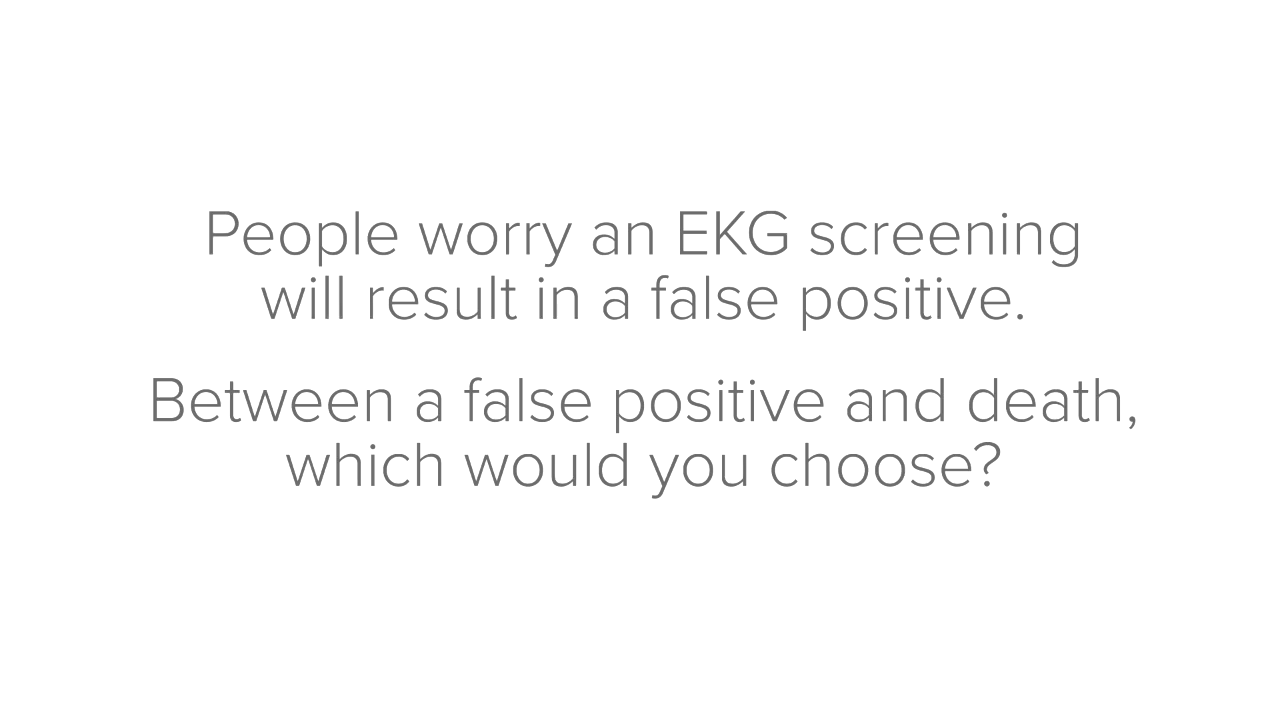 People worry an EKG screening
will result in a false positive.
Between a false positive and death,
which would you choose?